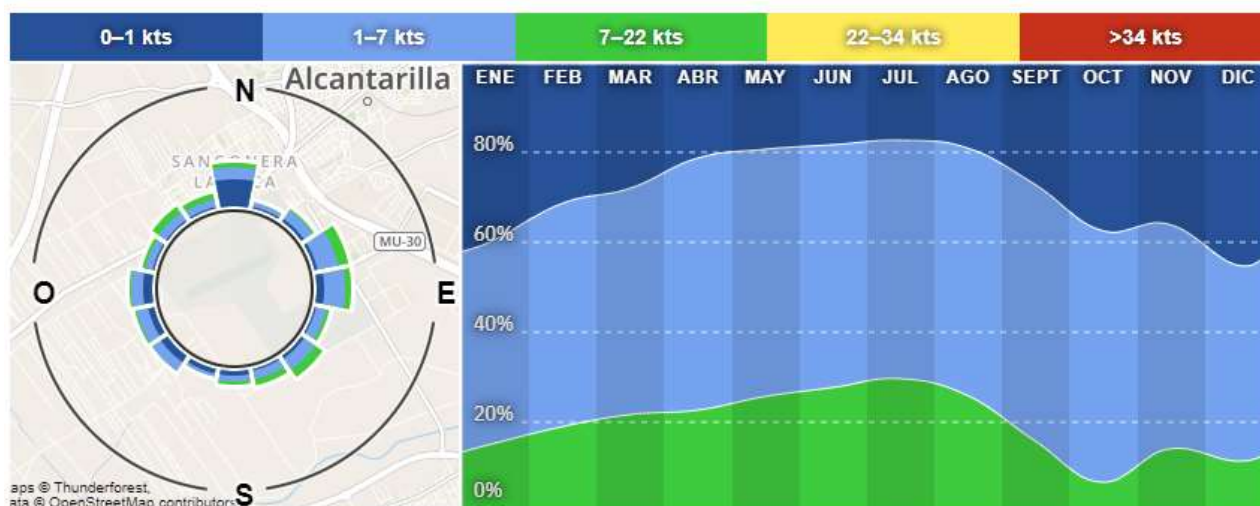 0–1 kts 1–7 kts 7–22 kts 22–34 kts >34 kts
Alcantarilla
N
SANGONERA
MU-30
O E
S
aps © Thunderforest,
ata © OpenStreetMap contributors
ENE FEB MAR ABR MAY JUN JUL AGO SEPT OCT NOV DIC
80%
60%
40%
20%
0%